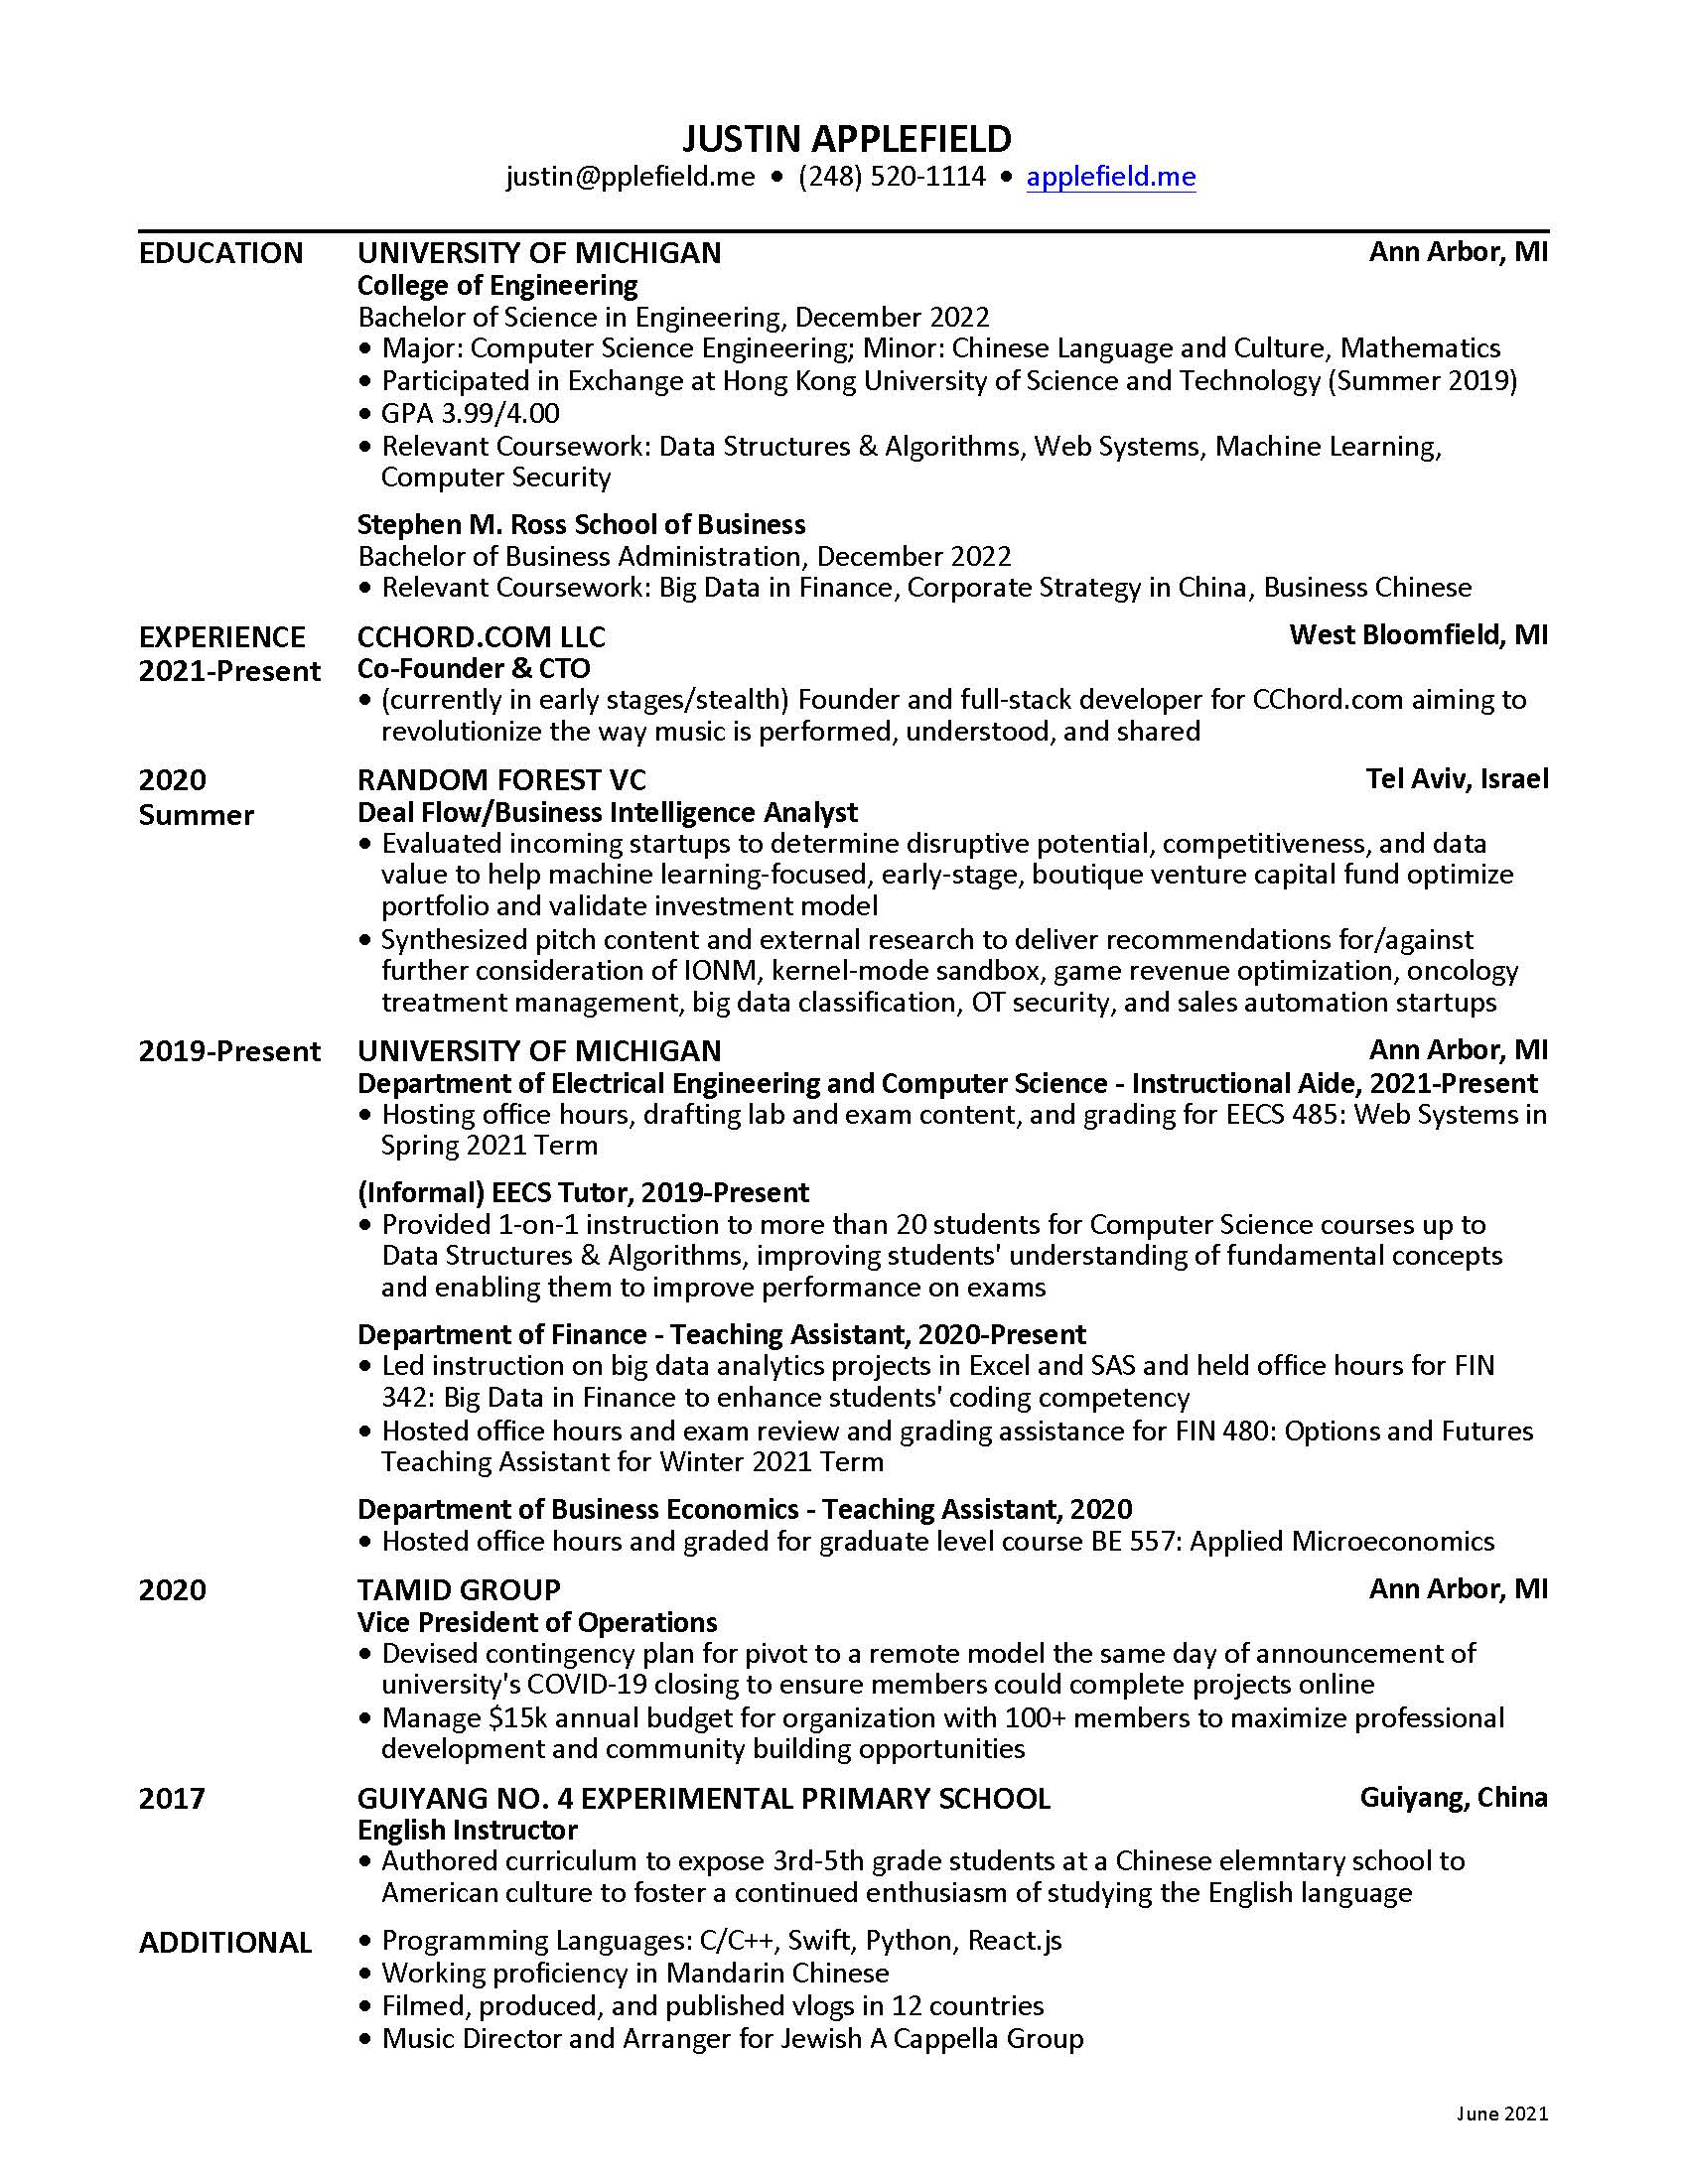 JUSTIN APPLEFIELD
justin@pplefield.me • (248) 520-1114 • applefield.me
EDUCATION UNIVERSITY OF MICHIGAN Ann Arbor, MI
College of Engineering
Bachelor of Science in Engineering, December 2022
• Major: Computer Science Engineering; Minor: Chinese Language and Culture, Mathematics
• Participated in Exchange at Hong Kong University of Science and Technology (Summer 2019)
• GPA 3.99/4.00
• Relevant Coursework: Data Structures & Algorithms, Web Systems, Machine Learning,
Computer Security
Stephen M. Ross School of Business
Bachelor of Business Administration, December 2022
• Relevant Coursework: Big Data in Finance, Corporate Strategy in China, Business Chinese
EXPERIENCE CCHORD.COM LLC West Bloomfield, MI
2021-Present Co-Founder & CTO
• (currently in early stages/stealth) Founder and full-stack developer for CChord.com aiming to
revolutionize the way music is performed, understood, and shared
2020 RANDOM FOREST VC Tel Aviv, Israel
Summer Deal Flow/Business Intelligence Analyst
• Evaluated incoming startups to determine disruptive potential, competitiveness, and data
value to help machine learning-focused, early-stage, boutique venture capital fund optimize
portfolio and validate investment model
• Synthesized pitch content and external research to deliver recommendations for/against
further consideration of IONM, kernel-mode sandbox, game revenue optimization, oncology
treatment management, big data classification, OT security, and sales automation startups
2019-Present UNIVERSITY OF MICHIGAN Ann Arbor, MI
Department of Electrical Engineering and Computer Science - Instructional Aide, 2021-Present
• Hosting office hours, drafting lab and exam content, and grading for EECS 485: Web Systems in
Spring 2021 Term
(Informal) EECS Tutor, 2019-Present
• Provided 1-on-1 instruction to more than 20 students for Computer Science courses up to
Data Structures & Algorithms, improving students' understanding of fundamental concepts
and enabling them to improve performance on exams
Department of Finance - Teaching Assistant, 2020-Present
• Led instruction on big data analytics projects in Excel and SAS and held office hours for FIN
342: Big Data in Finance to enhance students' coding competency
• Hosted office hours and exam review and grading assistance for FIN 480: Options and Futures
Teaching Assistant for Winter 2021 Term
Department of Business Economics - Teaching Assistant, 2020
• Hosted office hours and graded for graduate level course BE 557: Applied Microeconomics
2020 TAMID GROUP Ann Arbor, MI
Vice President of Operations
• Devised contingency plan for pivot to a remote model the same day of announcement of
university's COVID-19 closing to ensure members could complete projects online
• Manage $15k annual budget for organization with 100+ members to maximize professional
development and community building opportunities
2017 GUIYANG NO. 4 EXPERIMENTAL PRIMARY SCHOOL Guiyang, China
English Instructor
• Authored curriculum to expose 3rd-5th grade students at a Chinese elemntary school to
American culture to foster a continued enthusiasm of studying the English language
ADDITIONAL • Programming Languages: C/C++, Swift, Python, React.js
• Working proficiency in Mandarin Chinese
• Filmed, produced, and published vlogs in 12 countries
• Music Director and Arranger for Jewish A Cappella Group
June 2021